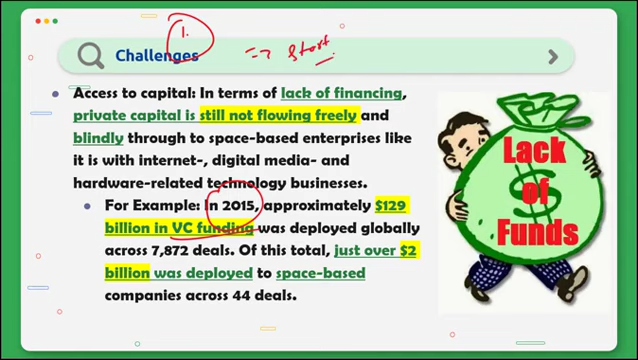 1.
Challenges => Start
Access to capital: In terms of lack of financing,
private capital is still not flowing freely and
blindly through to space-based enterprises like
it is with internet-, digital media- and
hardware-related technology businesses.
For Example: In 2015, approximately $129
billion in VC funding was deployed globally
across 7,872 deals. Of this total, just over $2
billion was deployed to space-based
companies across 44 deals.
Lack
of
Funds